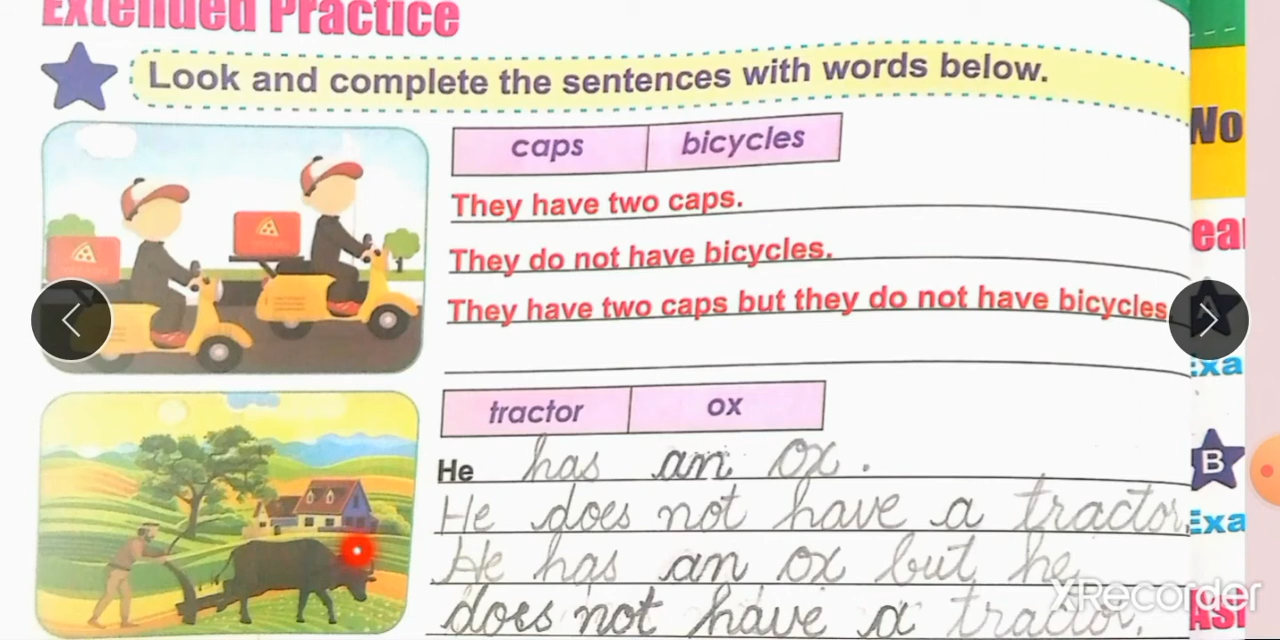 Extended Practice
Look and complete the sentences with words below.
caps bicycles
They have two caps.
They do not have bicycles.
They have two caps but they do not have bicycles
tractor ox
He has an ox.
He does not have a tractor.
He has an ox but he
does not have a tractor.
B
Exa
XRecorder